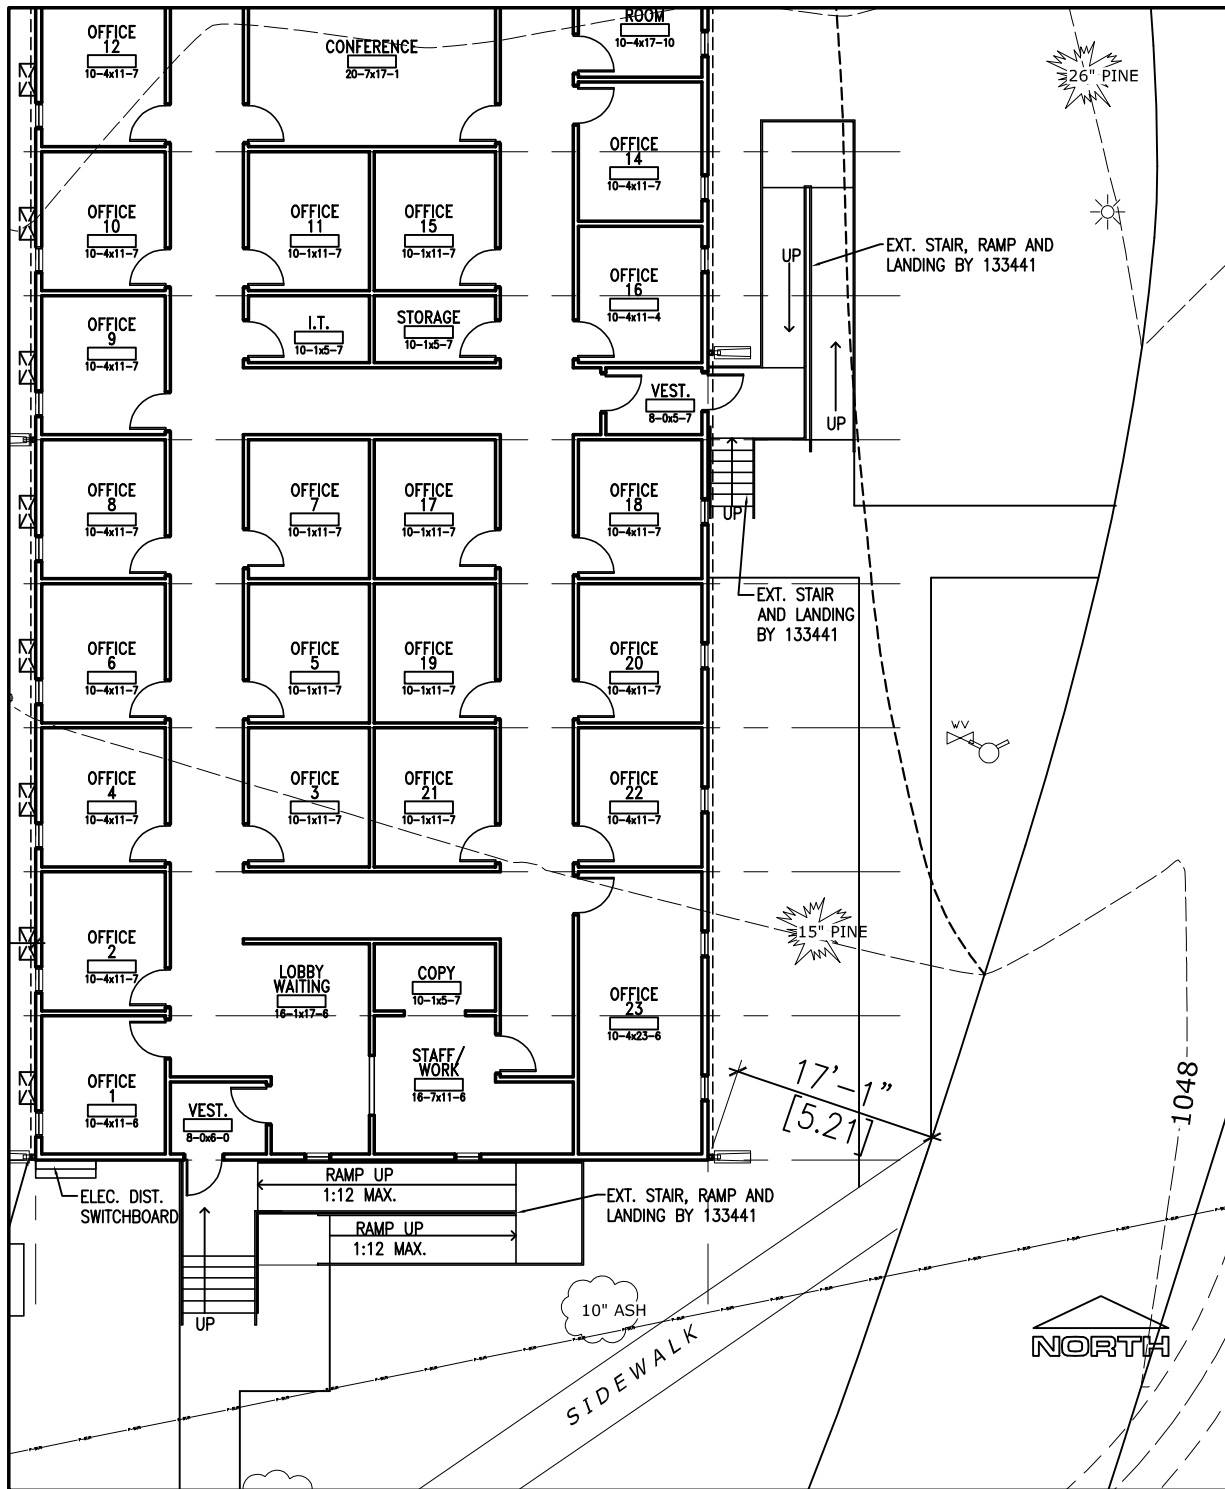 OFFICE
12
10-4x11-7
CONFERENCE
20-7x17-1
ROOM
10-4x17-10
26" PINE
OFFICE
14
10-4x11-7
OFFICE
10
10-4x11-7
OFFICE
11
10-1x11-7
OFFICE
15
10-1x11-7
UP
EXT. STAIR, RAMP AND
LANDING BY 133441
OFFICE
16
10-4x11-4
OFFICE
9
10-4x11-7
I.T.
10-1x5-7
STORAGE
10-1x5-7
VEST.
8-0x5-7
UP
OFFICE
8
10-4x11-7
OFFICE
7
10-1x11-7
OFFICE
17
10-1x11-7
OFFICE
18
10-4x11-7
UP
EXT. STAIR
AND LANDING
BY 133441
OFFICE
6
10-4x11-7
OFFICE
5
10-1x11-7
OFFICE
19
10-1x11-7
OFFICE
20
10-4x11-7
WV
OFFICE
4
10-4x11-7
OFFICE
3
10-1x11-7
OFFICE
21
10-1x11-7
OFFICE
22
10-4x11-7
15" PINE
OFFICE
2
10-4x11-7
LOBBY
WAITING
16-1x17-6
COPY
10-1x5-7
OFFICE
23
10-4x23-6
STAFF/
WORK
16-7x11-6
OFFICE
1
10-4x11-6
VEST.
8-0x6-0
17'-1"
[5.21]
1048
ELEC. DIST.
SWITCHBOARD
RAMP UP
1:12 MAX.
RAMP UP
1:12 MAX.
EXT. STAIR, RAMP AND
LANDING BY 133441
UP
10" ASH
SIDEWALK
NORTH